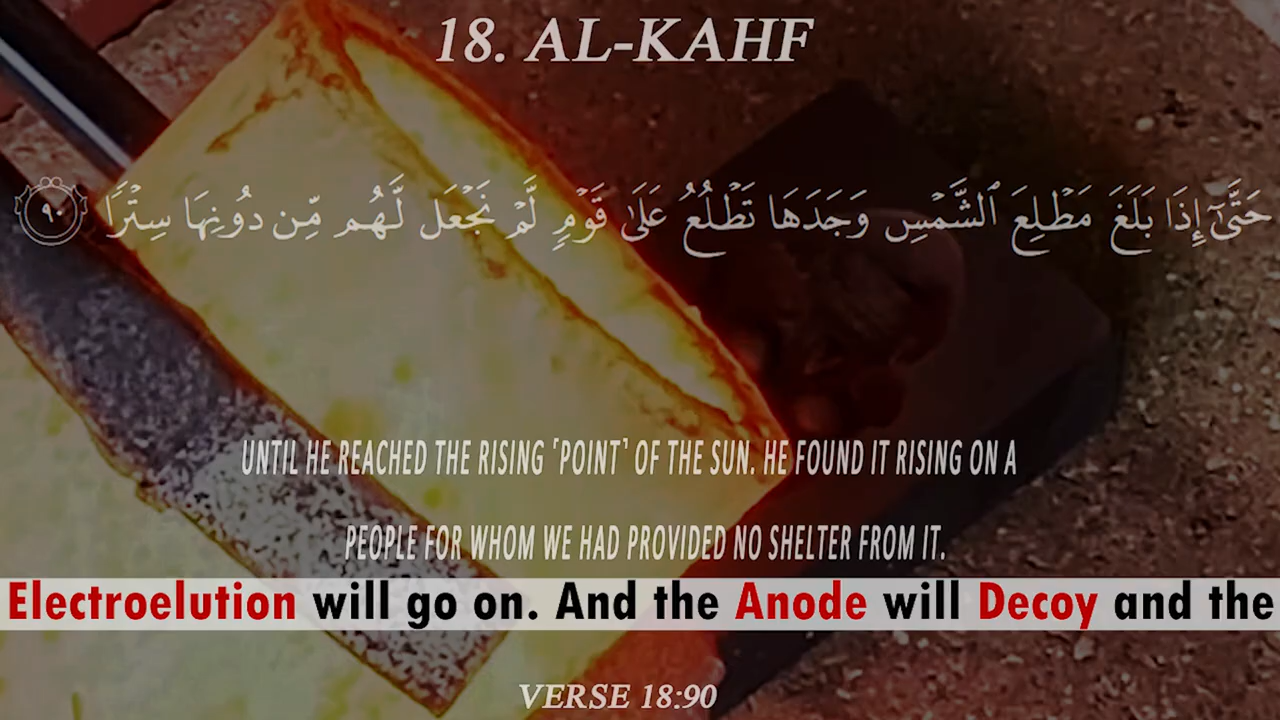 18. AL-KAHF
حَتَّىٰٓ إِذَا بَلَغَ مَطْلِعَ ٱلشَّمْسِ وَجَدَهَا تَطْلُعُ عَلَىٰ قَوْمٍ لَّمْ نَجْعَل لَّهُم مِّن دُونِهَا سِتْرًا ٩٠
UNTIL HE REACHED THE RISING ˹POINT˺ OF THE SUN. HE FOUND IT RISING ON A
PEOPLE FOR WHOM WE HAD PROVIDED NO SHELTER FROM IT.
Electroelution will go on. And the Anode will Decoy and the
VERSE 18:90